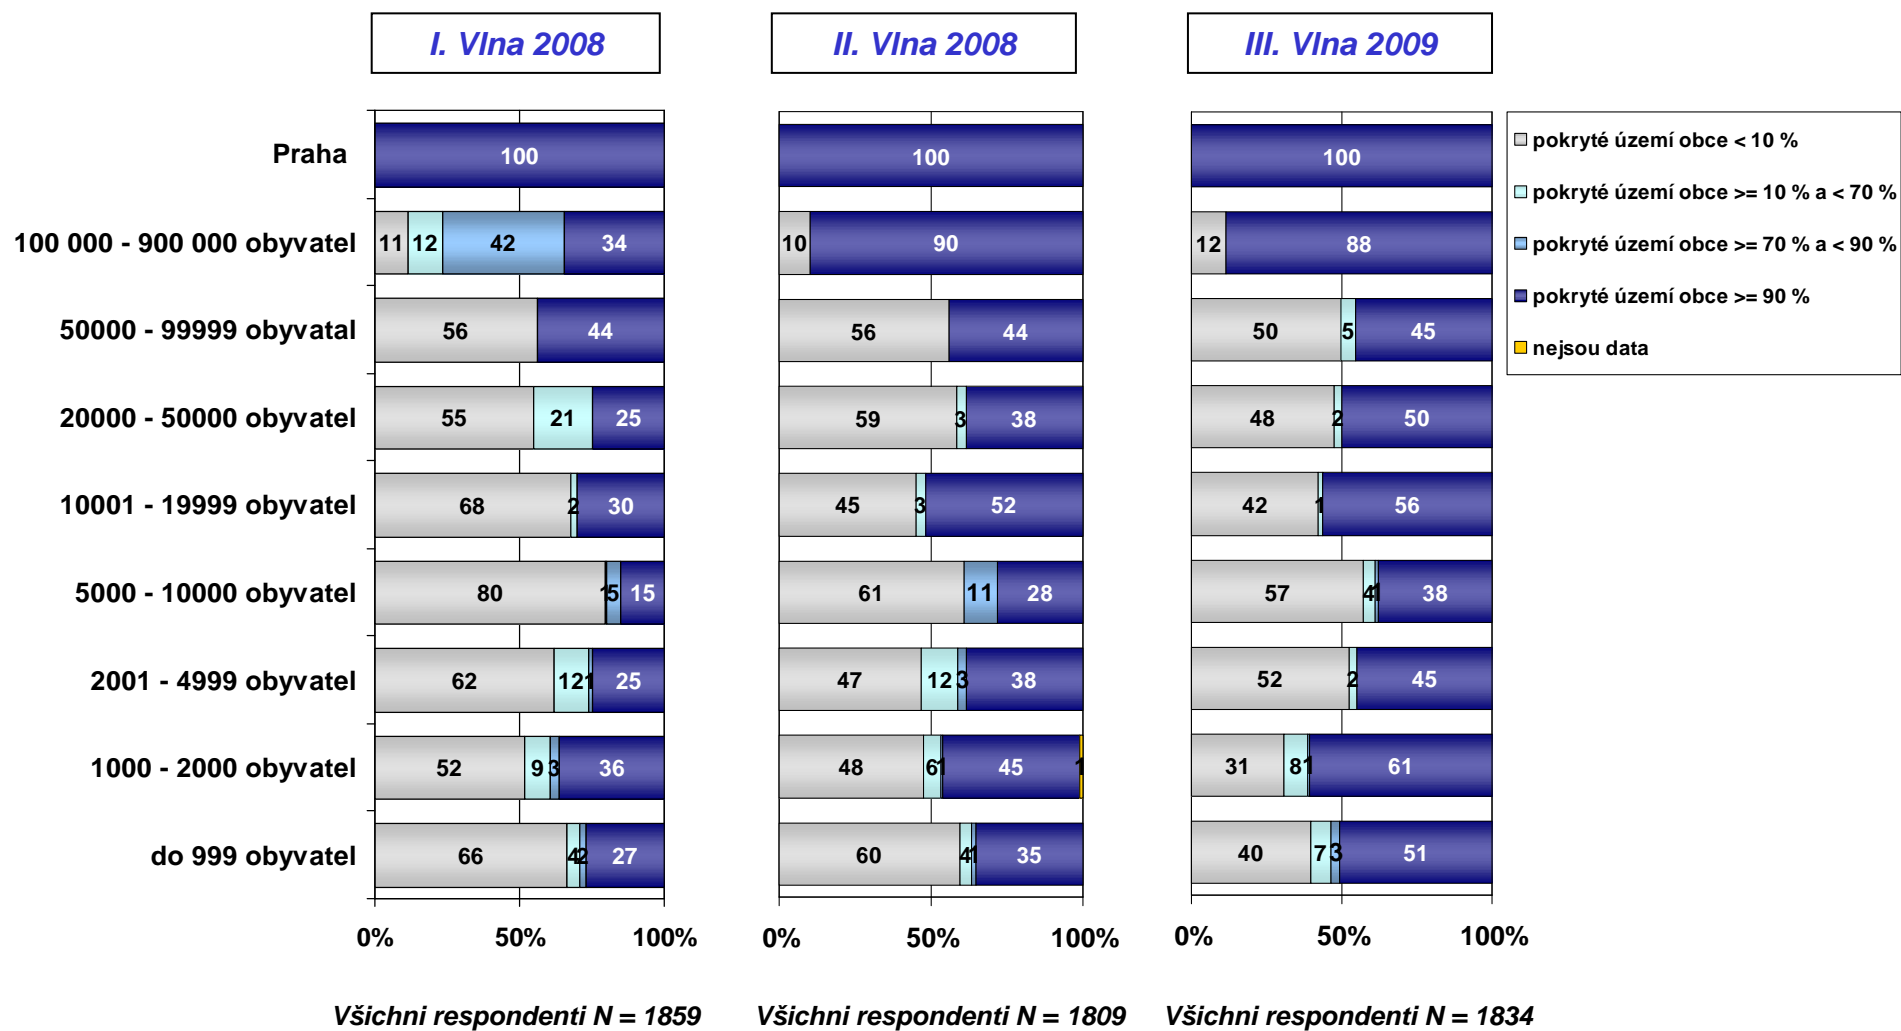 I. Vlna 2008
II. Vlna 2008
III. Vlna 2009
Praha 100 100 100
100 000 - 900 000 obyvatel 11 12 42 34 10 90 12 88
50000 - 99999 obyvatal 56 44 56 44 50 5 45
20000 - 50000 obyvatel 55 21 25 59 3 38 48 2 50
10001 - 19999 obyvatel 68 2 30 45 3 52 42 1 56
5000 - 10000 obyvatel 80 1 5 15 61 11 28 57 4 1 38
2001 - 4999 obyvatel 62 12 1 25 47 12 3 38 52 2 45
1000 - 2000 obyvatel 52 9 3 36 48 6 1 45 1 31 8 1 61
do 999 obyvatel 66 4 2 27 60 4 1 35 40 7 3 51
0% 50% 100% 0% 50% 100% 0% 50% 100%
pokryté území obce < 10 %
pokryté území obce >= 10 % a < 70 %
pokryté území obce >= 70 % a < 90 %
pokryté území obce >= 90 %
nejsou data
Všichni respondenti N = 1859
Všichni respondenti N = 1809
Všichni respondenti N = 1834